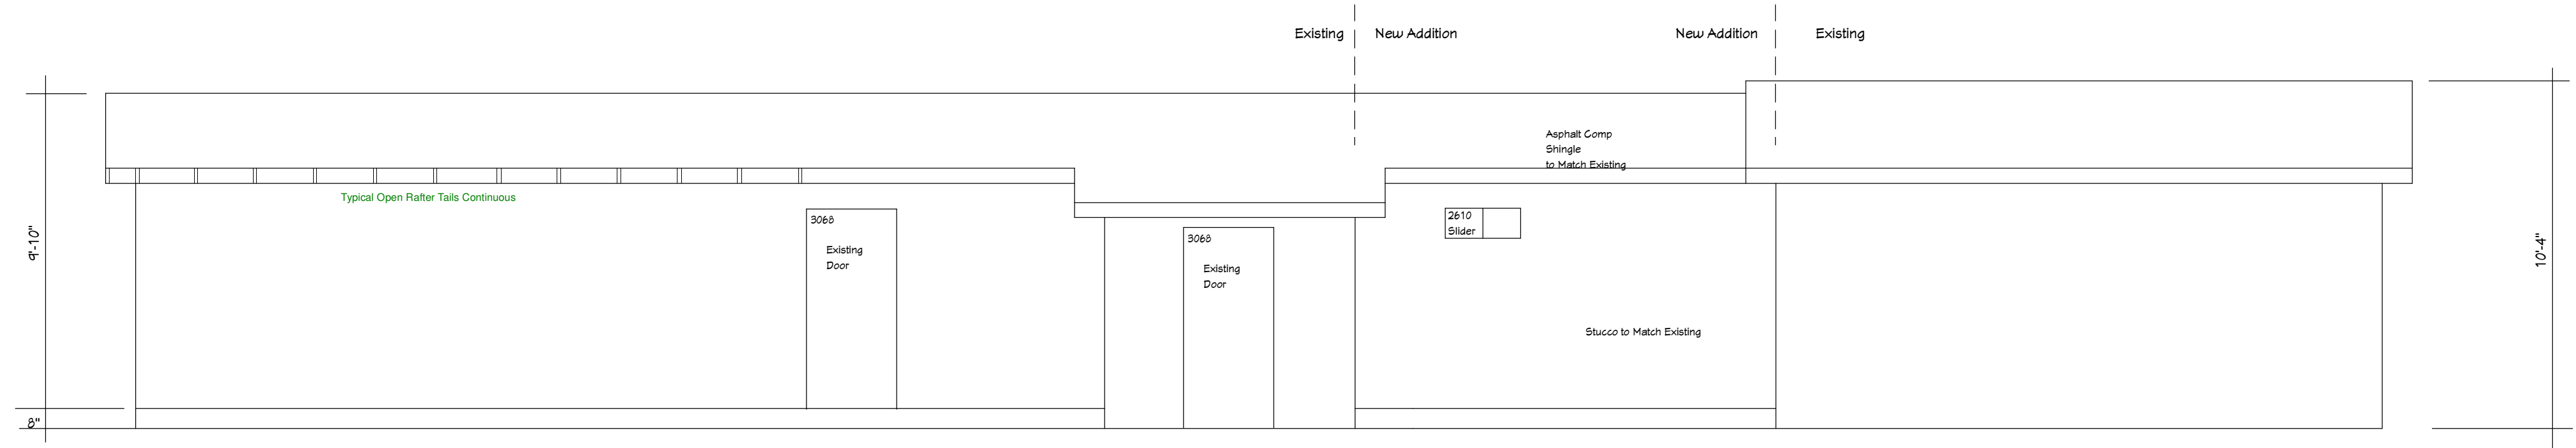 Existing
New Addition
New Addition
Existing
Asphalt Comp
Shingle
to Match Existing
Typical Open Rafter Tails Continuous
3068
Existing
Door
3068
Existing
Door
2610
Slider
Stucco to Match Existing
9'-10"
8"
10'-4"